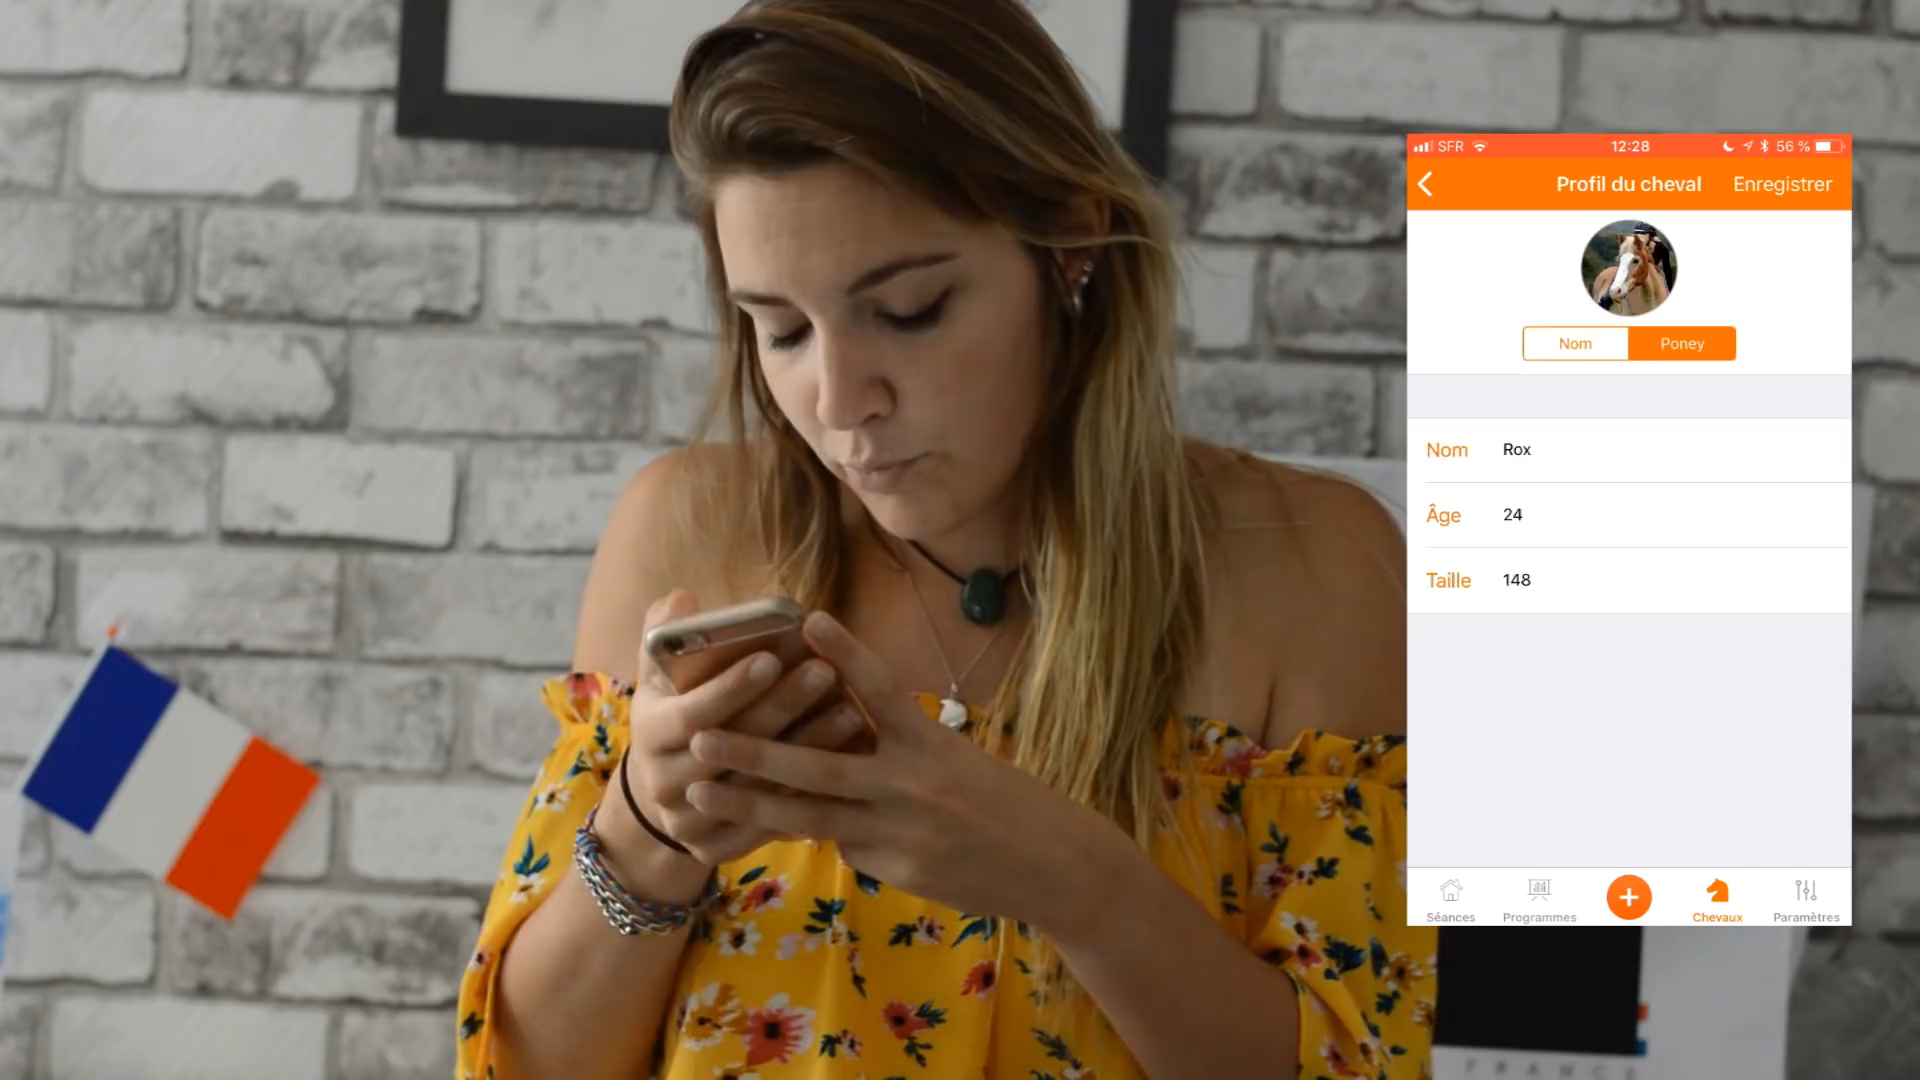 SFR 12:28 56 %
Profil du cheval Enregistrer
Nom Poney
Nom Rox
Âge 24
Taille 148
Séances Programmes Chevaux Paramètres
FRANCE